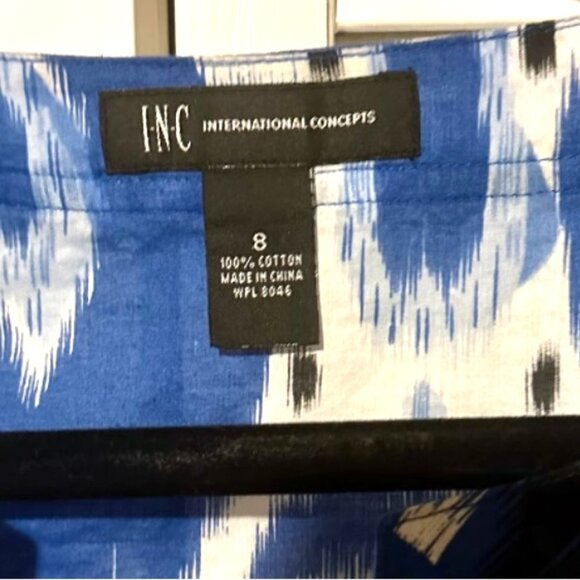 I·N·C INTERNATIONAL CONCEPTS
8
100% COTTON
MADE IN CHINA
WPL 8046